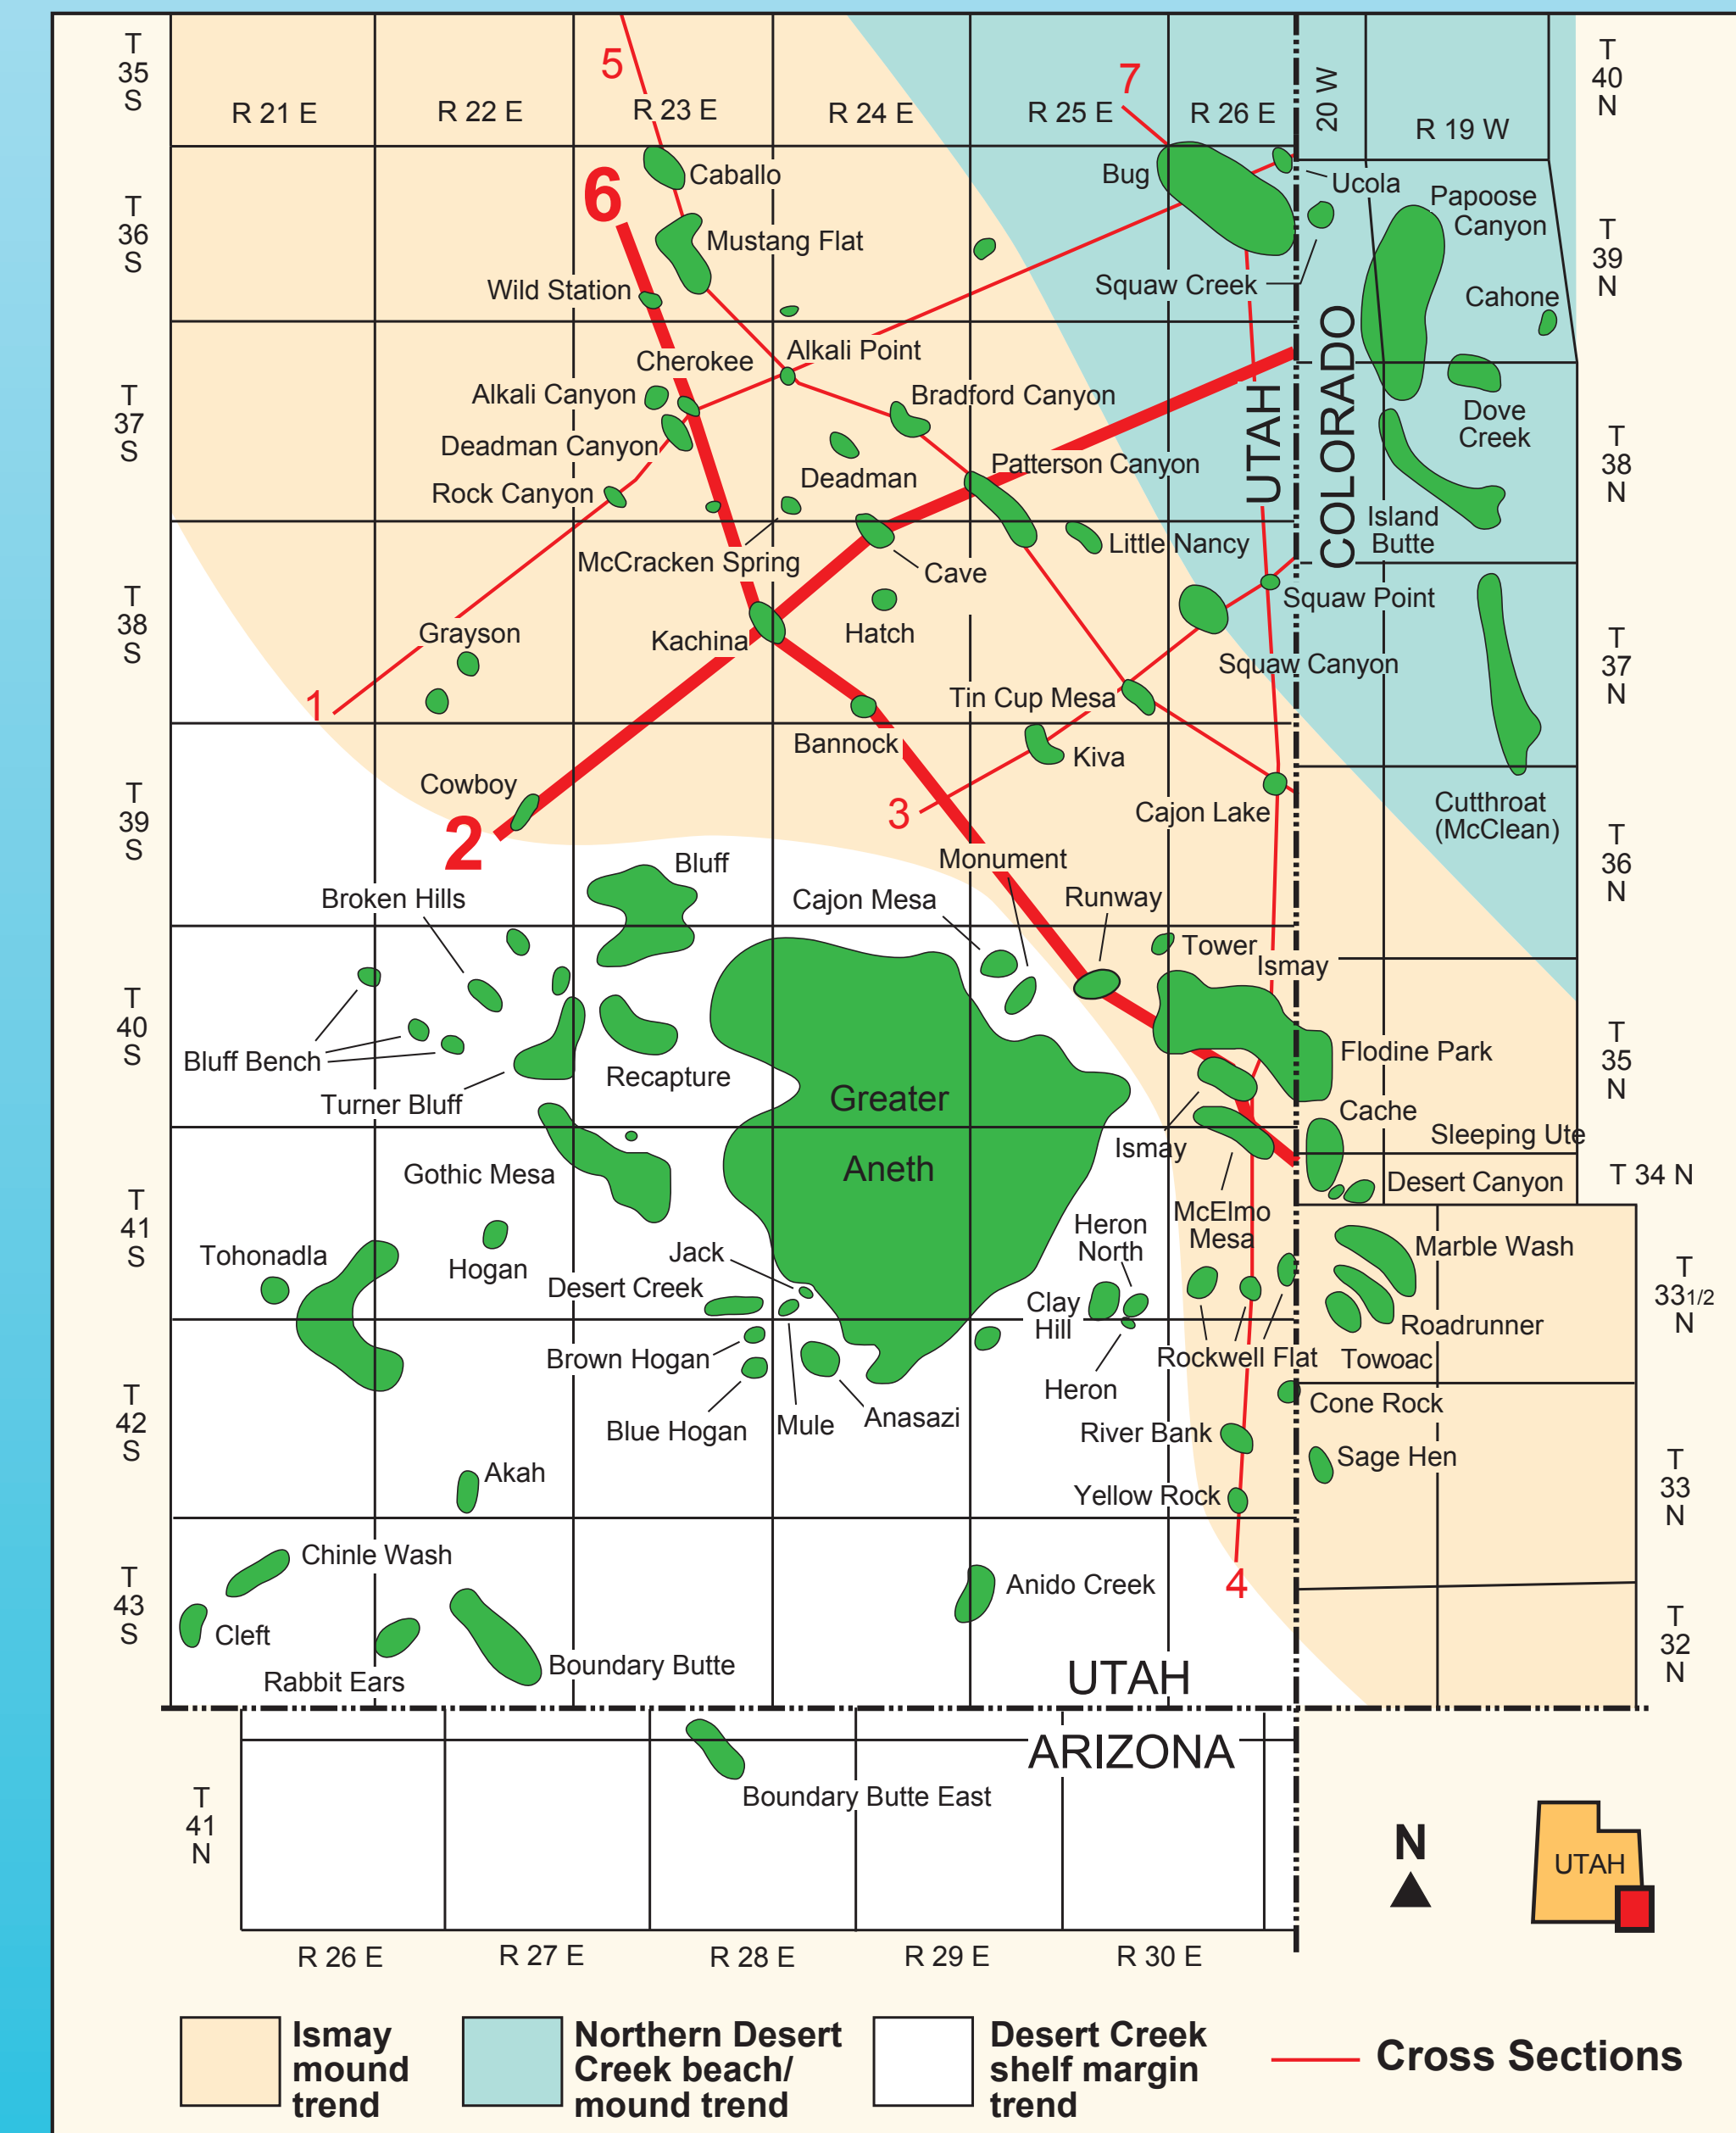 T
35
S
5
7
R 21 E
R 22 E
R 23 E
R 24 E
R 25 E
R 26 E
20 W
R 19 W
T
40
N
Caballo
Bug
Ucola
Papoose
Canyon
6
T
36
S
Mustang Flat
T
39
N
Wild Station
Squaw Creek
Cahone
Cherokee
Alkali Point
UTAH
COLORADO
Alkali Canyon
Bradford Canyon
T
37
S
Dove
Creek
Deadman Canyon
Patterson Canyon
T
38
N
Rock Canyon
Deadman
Island
Butte
McCracken Spring
Little Nancy
Cave
Squaw Point
T
38
S
Grayson
Kachina
Hatch
Squaw Canyon
T
37
N
1
Tin Cup Mesa
Bannock
Kiva
Cowboy
3
Cajon Lake
Cutthroat
(McClean)
T
39
S
2
Bluff
Monument
T
36
N
Broken Hills
Cajon Mesa
Runway
Tower
Ismay
T
40
S
Bluff Bench
Recapture
Flodine Park
T
35
N
Turner Bluff
Greater
Aneth
Cache
Ismay
Sleeping Ute
Gothic Mesa
Desert Canyon
T 34 N
T
41
S
McElmo
Mesa
Heron
North
Tohonadla
Hogan
Jack
Marble Wash
Desert Creek
Clay
Hill
T
33 1/2
N
Roadrunner
Brown Hogan
Rockwell Flat
Towoac
Heron
T
42
S
Cone Rock
Blue Hogan
Mule
Anasazi
River Bank
Sage Hen
Akah
Yellow Rock
T
33
N
Chinle Wash
T
43
S
Anido Creek
4
Cleft
T
32
N
Rabbit Ears
Boundary Butte
UTAH
ARIZONA
Boundary Butte East
T
41
N
N
UTAH
R 26 E
R 27 E
R 28 E
R 29 E
R 30 E
Ismay
mound
trend
Northern Desert
Creek beach/
mound trend
Desert Creek
shelf margin
trend
Cross Sections